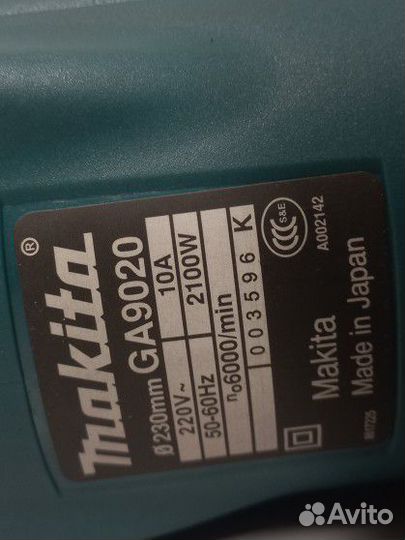 makita®
Ø230mm GA9020
220V~ 10A
50-60Hz 2100W
n₀6000/min
003596 K
S&E
A002142
Makita
Made in Japan
Avito